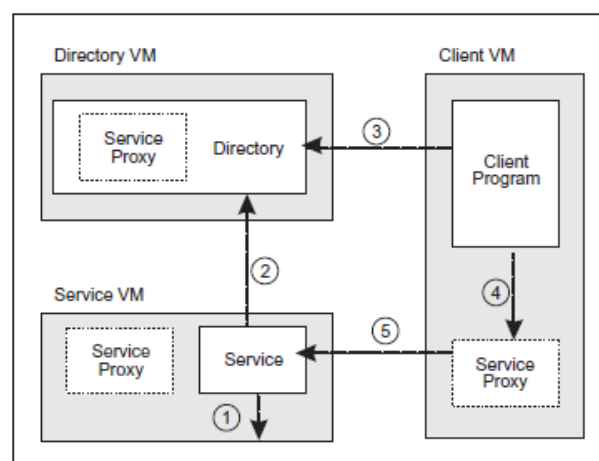 Directory VM
Service
Proxy
Directory
3
Client VM
Client
Program
2
4
Service VM
Service
Proxy
Service
1
5
Service
Proxy